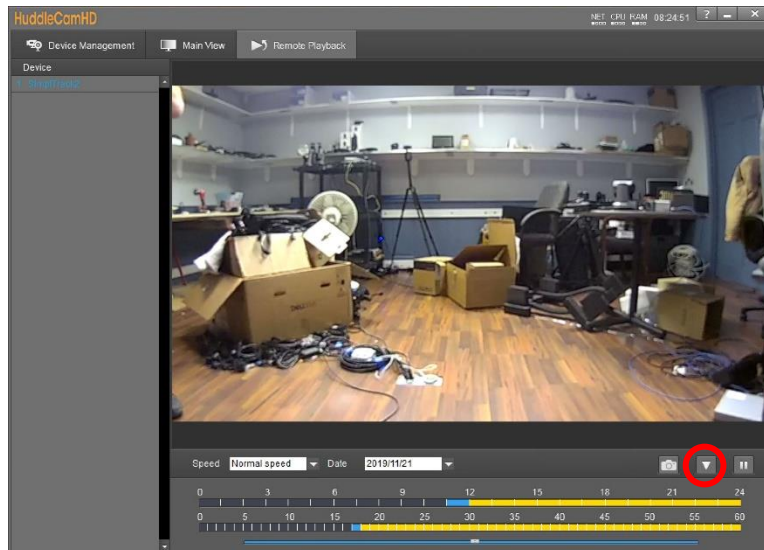 HuddleCamHD
NET CPU RAM 08:24:51 ? – ×
Device Management Main View Remote Playback
Device
Speed Normal speed Date 2019/11/21
0 3 6 9 12 15 18 21 24
0 5 10 15 20 25 30 35 40 45 50 55 60